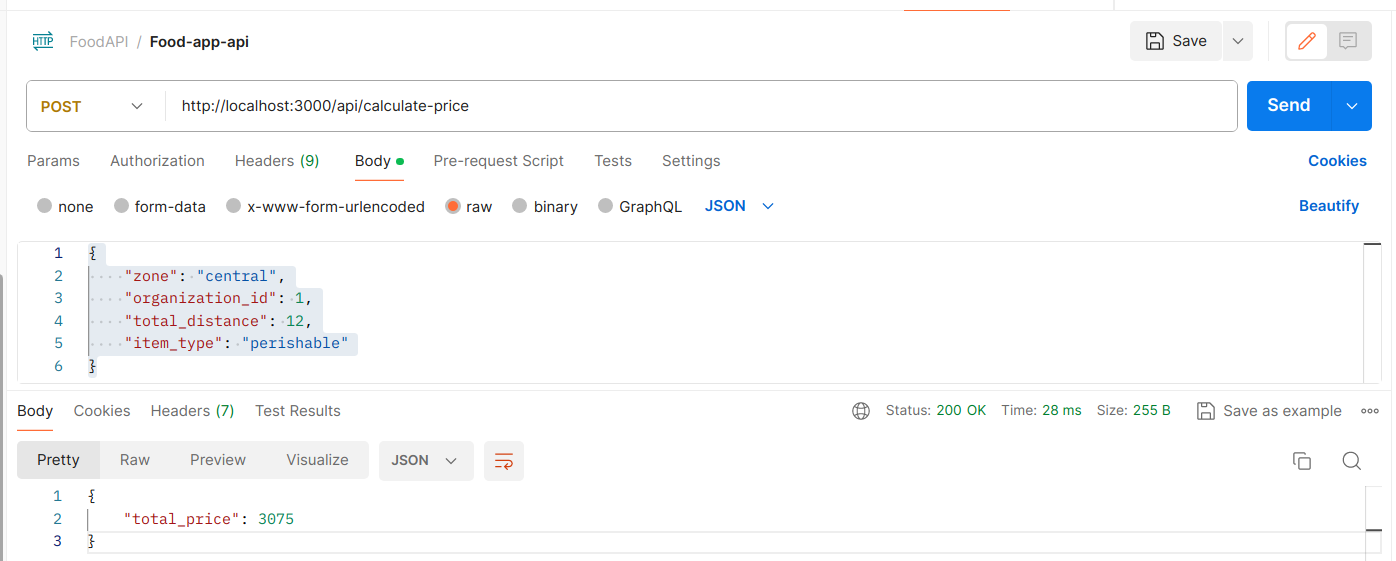 HTTP FoodAPI / Food-app-api Save
POST http://localhost:3000/api/calculate-price Send
Params Authorization Headers (9) Body Pre-request Script Tests Settings Cookies
none form-data x-www-form-urlencoded raw binary GraphQL JSON Beautify
1 {
2 "zone": "central",
3 "organization_id": 1,
4 "total_distance": 12,
5 "item_type": "perishable"
6 }
Body Cookies Headers (7) Test Results Status: 200 OK Time: 28 ms Size: 255 B Save as example
Pretty Raw Preview Visualize JSON
1 {
2 "total_price": 3075
3 }